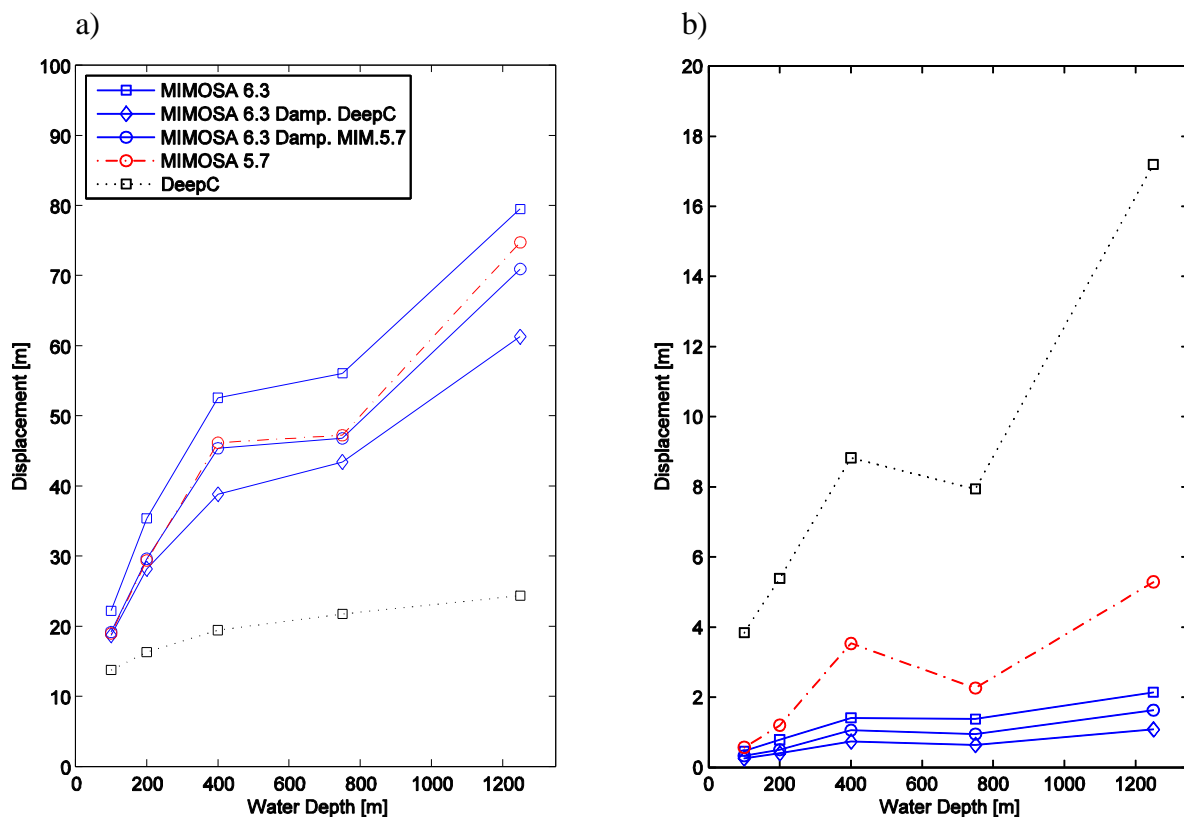 a)
b)
100
90
80
70
60
50
40
30
20
10
0
Displacement [m]
MIMOSA 6.3
MIMOSA 6.3 Damp. DeepC
MIMOSA 6.3 Damp. MIM.5.7
MIMOSA 5.7
DeepC
0 200 400 600 800 1000 1200
Water Depth [m]
20
18
16
14
12
10
8
6
4
2
0
Displacement [m]
0 200 400 600 800 1000 1200
Water Depth [m]